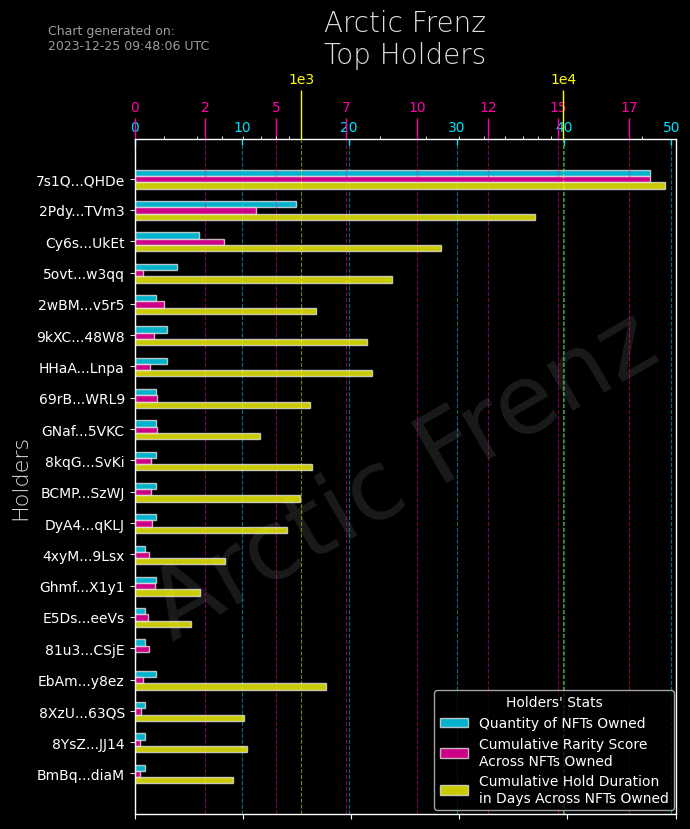 Chart generated on:
2023-12-25 09:48:06 UTC
Arctic Frenz
Top Holders
1e3
1e4
0
2
5
7
10
12
15
17
0
10
20
30
40
50
7s1Q...QHDe
2Pdy...TVm3
Cy6s...UkEt
5ovt...w3qq
2wBM...v5r5
9kXC...48W8
HHaA...Lnpa
69rB...WRL9
GNaf...5VKC
8kqG...SvKi
BCMP...SzWJ
DyA4...qKLJ
4xyM...9Lsx
Ghmf...X1y1
E5Ds...eeVs
81u3...CSjE
EbAm...y8ez
8XzU...63QS
8YsZ...JJ14
BmBq...diaM
Holders
Arctic Frenz
Holders' Stats
Quantity of NFTs Owned
Cumulative Rarity Score
Across NFTs Owned
Cumulative Hold Duration
in Days Across NFTs Owned